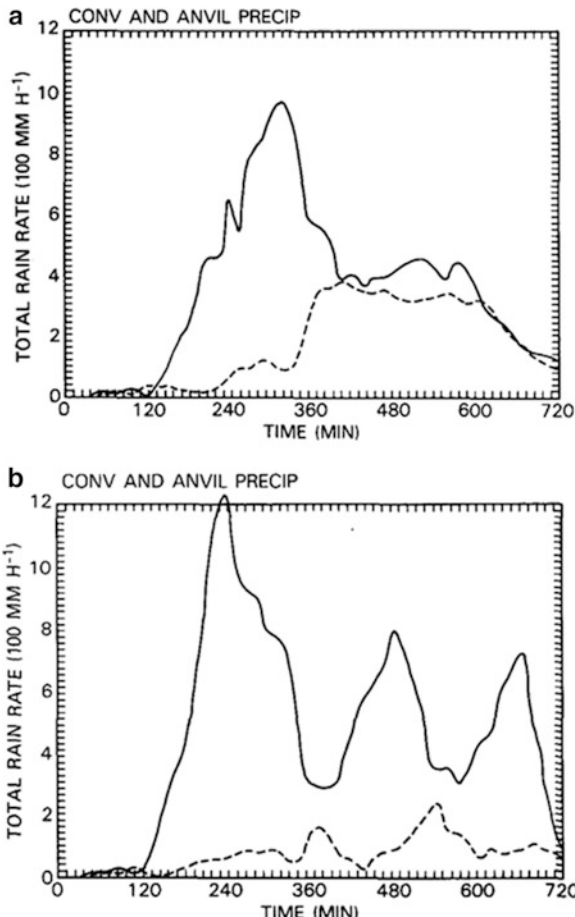 a CONV AND ANVIL PRECIP
12
10
8
6
4
2
0
TOTAL RAIN RATE (100 MM H⁻¹)
0 120 240 360 480 600 720
TIME (MIN)
b CONV AND ANVIL PRECIP
12
10
8
6
4
2
0
TOTAL RAIN RATE (100 MM H⁻¹)
0 120 240 360 480 600 720
TIME (MIN)